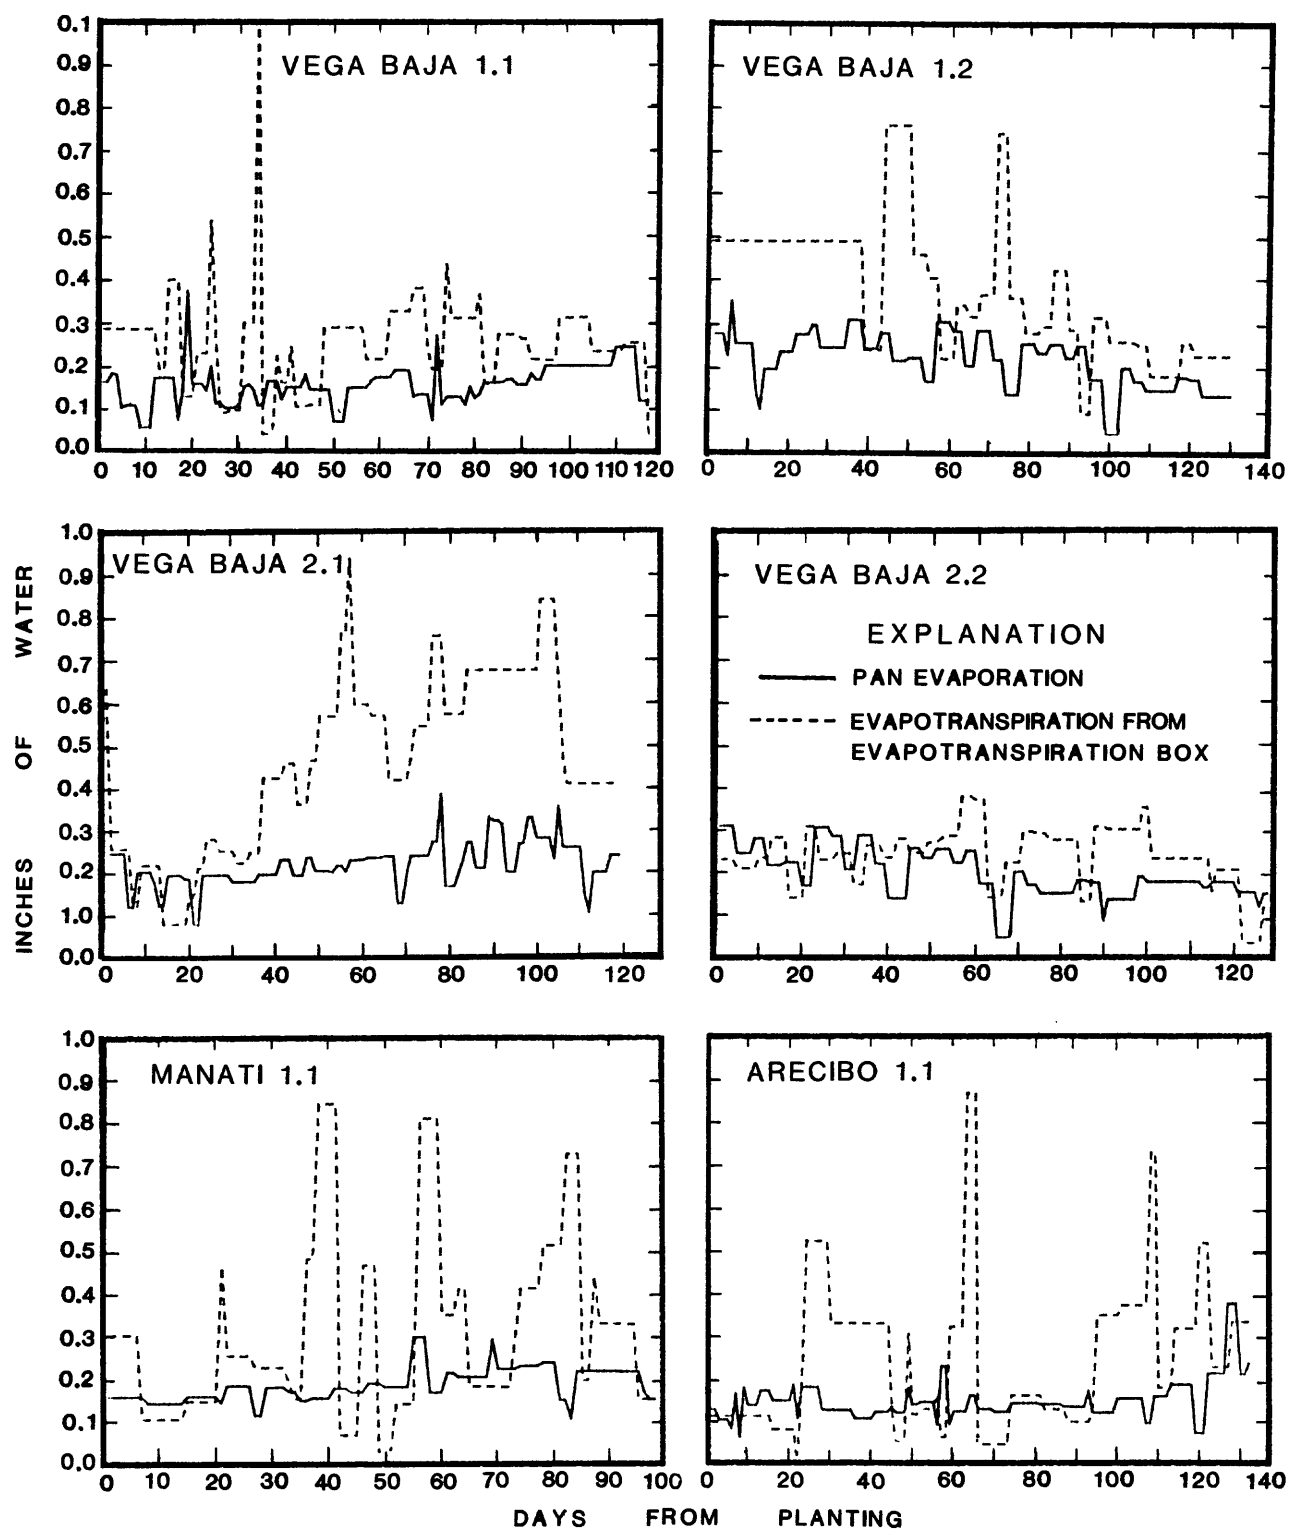 VEGA BAJA 1.1
0.1
0.9
0.8
0.7
0.6
0.5
0.4
0.3
0.2
0.1
0.0
0 10 20 30 40 50 60 70 80 90 100 110 120
VEGA BAJA 1.2
0 20 40 60 80 100 120 140
VEGA BAJA 2.1
1.0
0.9
0.8
0.7
0.6
0.5
0.4
0.3
0.2
1.0
0.0
0 20 40 60 80 100 120
INCHES OF WATER
VEGA BAJA 2.2
EXPLANATION
PAN EVAPORATION
EVAPOTRANSPIRATION FROM
EVAPOTRANSPIRATION BOX
0 20 40 60 80 100 120
MANATI 1.1
1.0
0.9
0.8
0.7
0.6
0.5
0.4
0.3
0.2
0.1
0.0
0 10 20 30 40 50 60 70 80 90 100
ARECIBO 1.1
0 20 40 60 80 100 120 140
DAYS FROM PLANTING